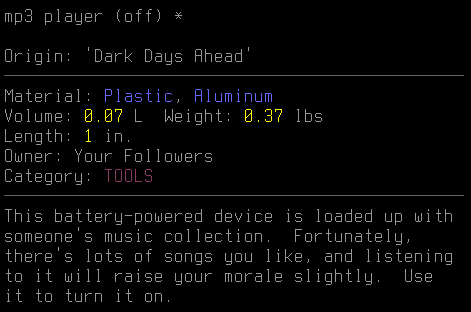 mp3 player (off) *
Origin: 'Dark Days Ahead'
Material: Plastic, Aluminum
Volume: 0.07 L  Weight: 0.37 lbs
Length: 1 in.
Owner: Your Followers
Category: TOOLS
This battery-powered device is loaded up with
someone's music collection.  Fortunately,
there's lots of songs you like, and listening
to it will raise your morale slightly.  Use
it to turn it on.